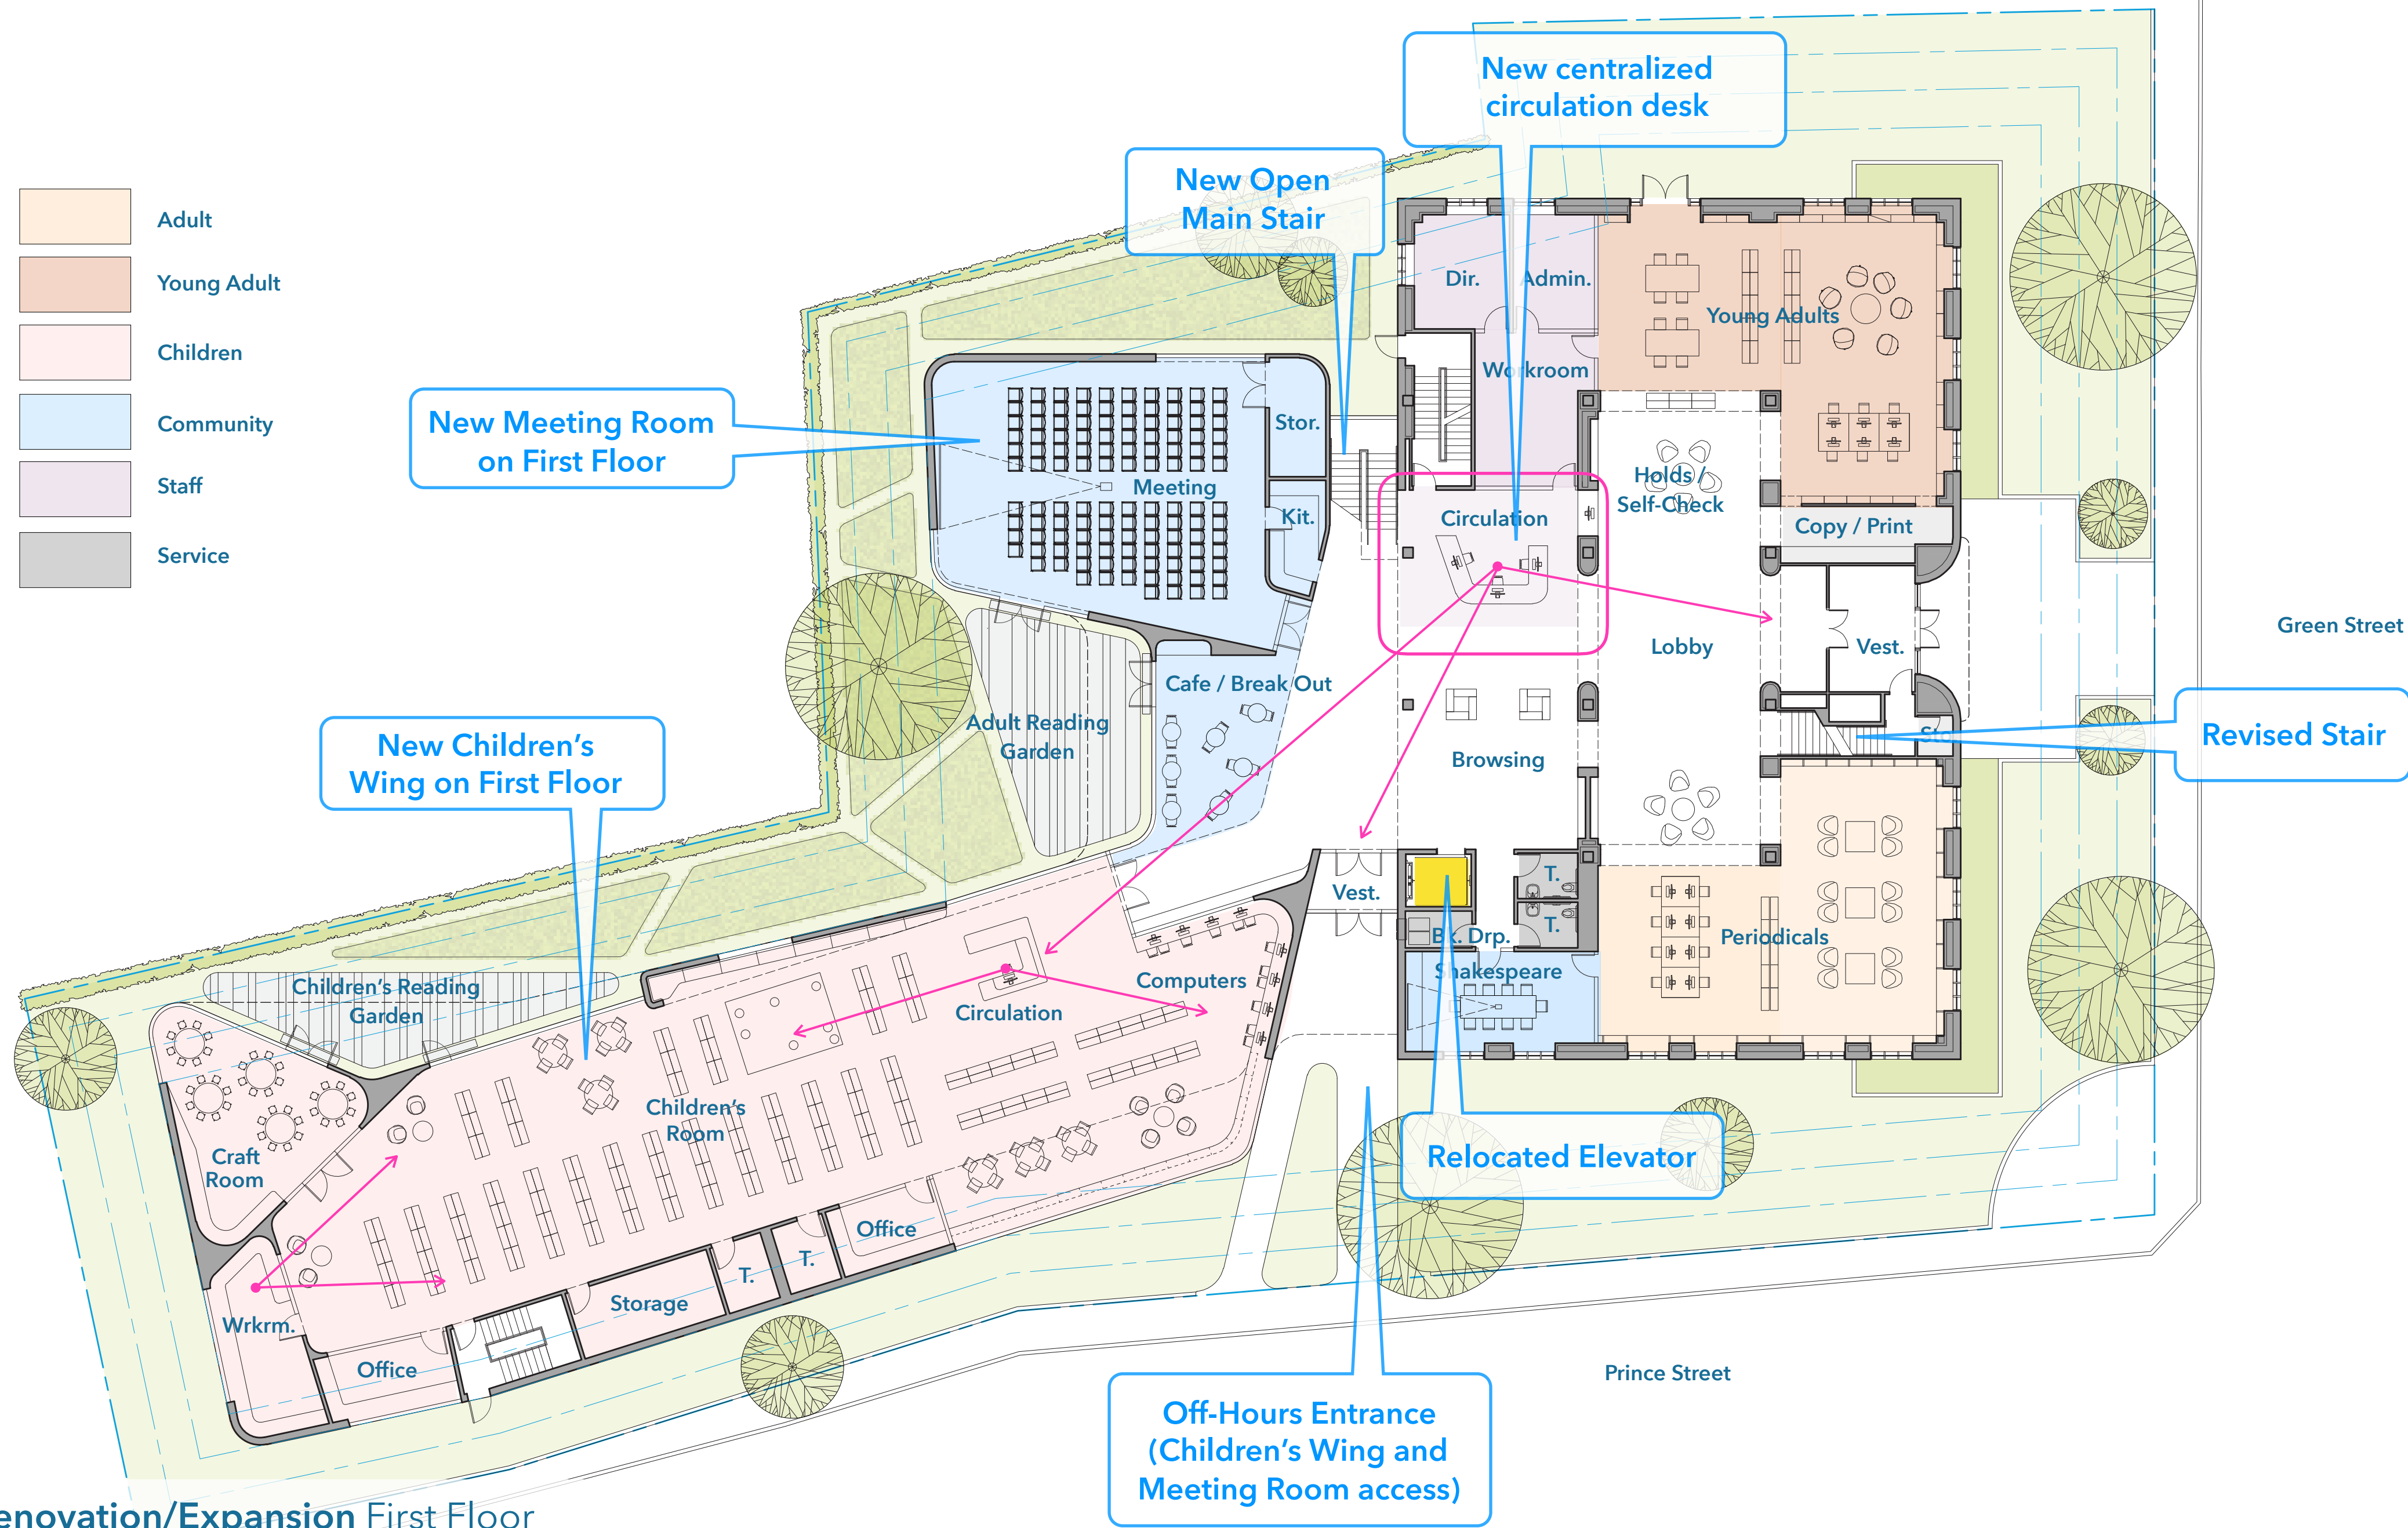 New centralized
circulation desk
New Open
Main Stair
Adult
Young Adult
Children
Community
Staff
Service
Dir.
Admin.
Young Adults
Workroom
New Meeting Room
on First Floor
Stor.
Meeting
Kit.
Circulation
Holds /
Self-Check
Copy / Print
Green Street
Lobby
Vest.
Cafe / Break Out
Adult Reading
Garden
Browsing
Revised Stair
New Children's
Wing on First Floor
Vest.
T.
T.
Bk. Drp.
Periodicals
Shakespeare
Computers
Circulation
Children's Reading
Garden
Children's
Room
Craft
Room
Relocated Elevator
Office
T.
T.
Storage
Wrkrm.
Office
Prince Street
Off-Hours Entrance
(Children's Wing and
Meeting Room access)
enovation/Expansion First Floor